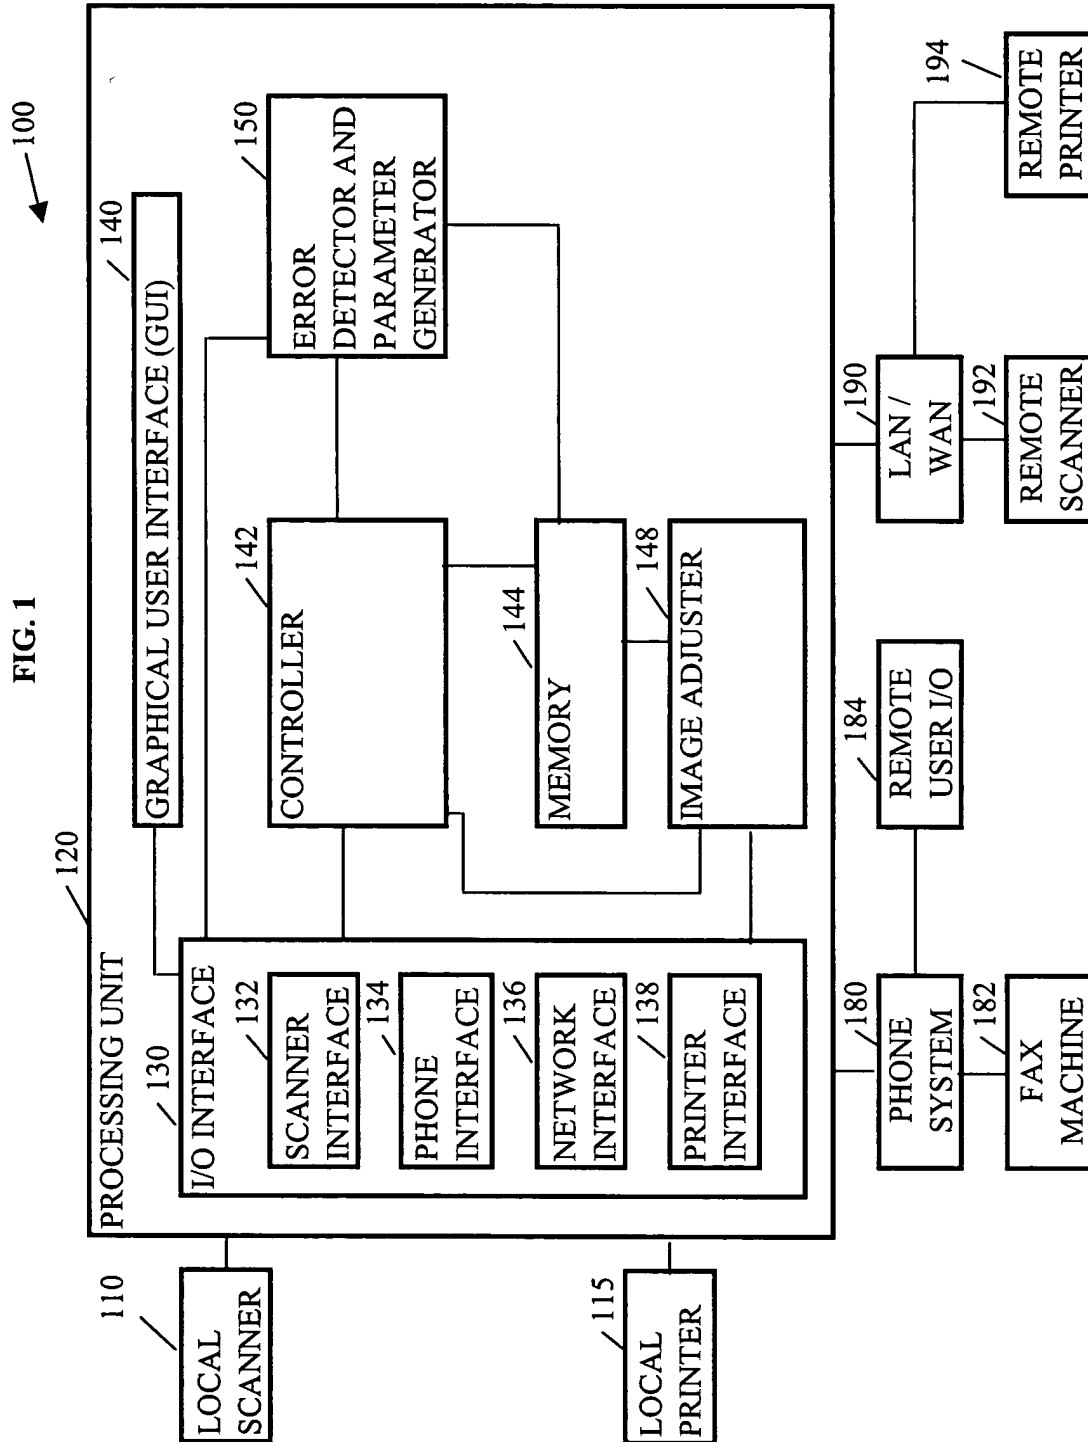 FIG. 1
100
120
PROCESSING UNIT
140
GRAPHICAL USER INTERFACE (GUI)
110
LOCAL
SCANNER
115
LOCAL
PRINTER
130
I/O INTERFACE
132
SCANNER
INTERFACE
134
PHONE
INTERFACE
136
NETWORK
INTERFACE
138
PRINTER
INTERFACE
142
CONTROLLER
144
MEMORY
148
IMAGE ADJUSTER
150
ERROR
DETECTOR AND
PARAMETER
GENERATOR
180
PHONE
SYSTEM
182
FAX
MACHINE
184
REMOTE
USER I/O
190
LAN /
WAN
192
REMOTE
SCANNER
194
REMOTE
PRINTER